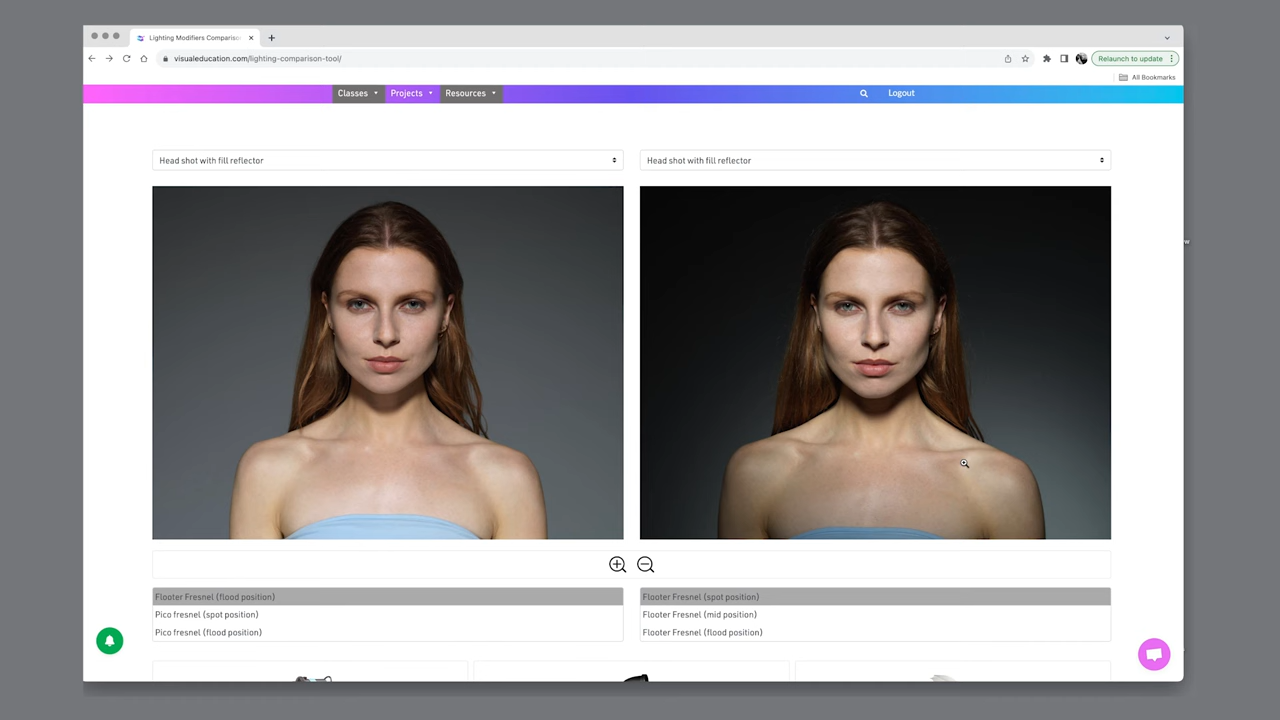 Lighting Modifiers Comparison
visualeducation.com/lighting-comparison-tool/
Relaunch to update
All Bookmarks
Classes Projects Resources Logout
Head shot with fill reflector
Head shot with fill reflector
Flooter Fresnel (flood position)
Pico fresnel (spot position)
Pico fresnel (flood position)
Flooter Fresnel (spot position)
Flooter Fresnel (mid position)
Flooter Fresnel (flood position)